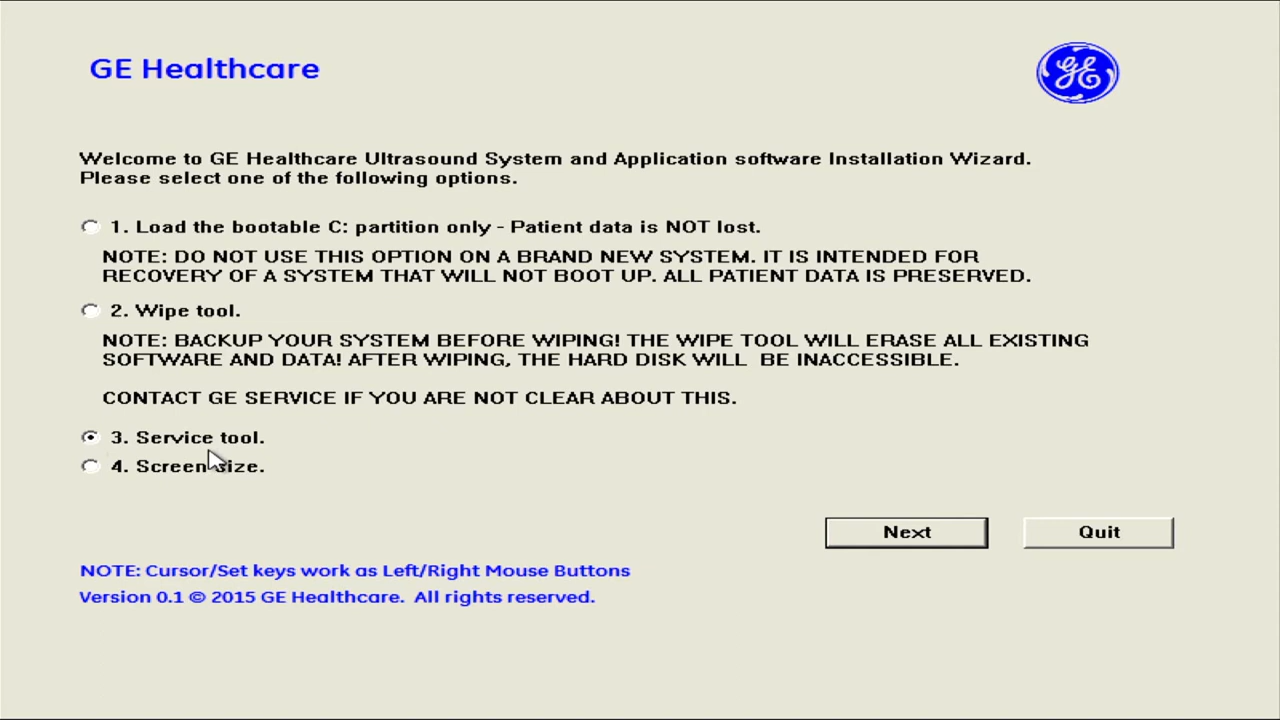 GE Healthcare
GE
Welcome to GE Healthcare Ultrasound System and Application software Installation Wizard.
Please select one of the following options.
1. Load the bootable C: partition only - Patient data is NOT lost.
NOTE: DO NOT USE THIS OPTION ON A BRAND NEW SYSTEM. IT IS INTENDED FOR
RECOVERY OF A SYSTEM THAT WILL NOT BOOT UP. ALL PATIENT DATA IS PRESERVED.
2. Wipe tool.
NOTE: BACKUP YOUR SYSTEM BEFORE WIPING! THE WIPE TOOL WILL ERASE ALL EXISTING
SOFTWARE AND DATA! AFTER WIPING, THE HARD DISK WILL  BE INACCESSIBLE.
CONTACT GE SERVICE IF YOU ARE NOT CLEAR ABOUT THIS.
3. Service tool.
4. Screen size.
Next
Quit
NOTE: Cursor/Set keys work as Left/Right Mouse Buttons
Version 0.1 © 2015 GE Healthcare.  All rights reserved.